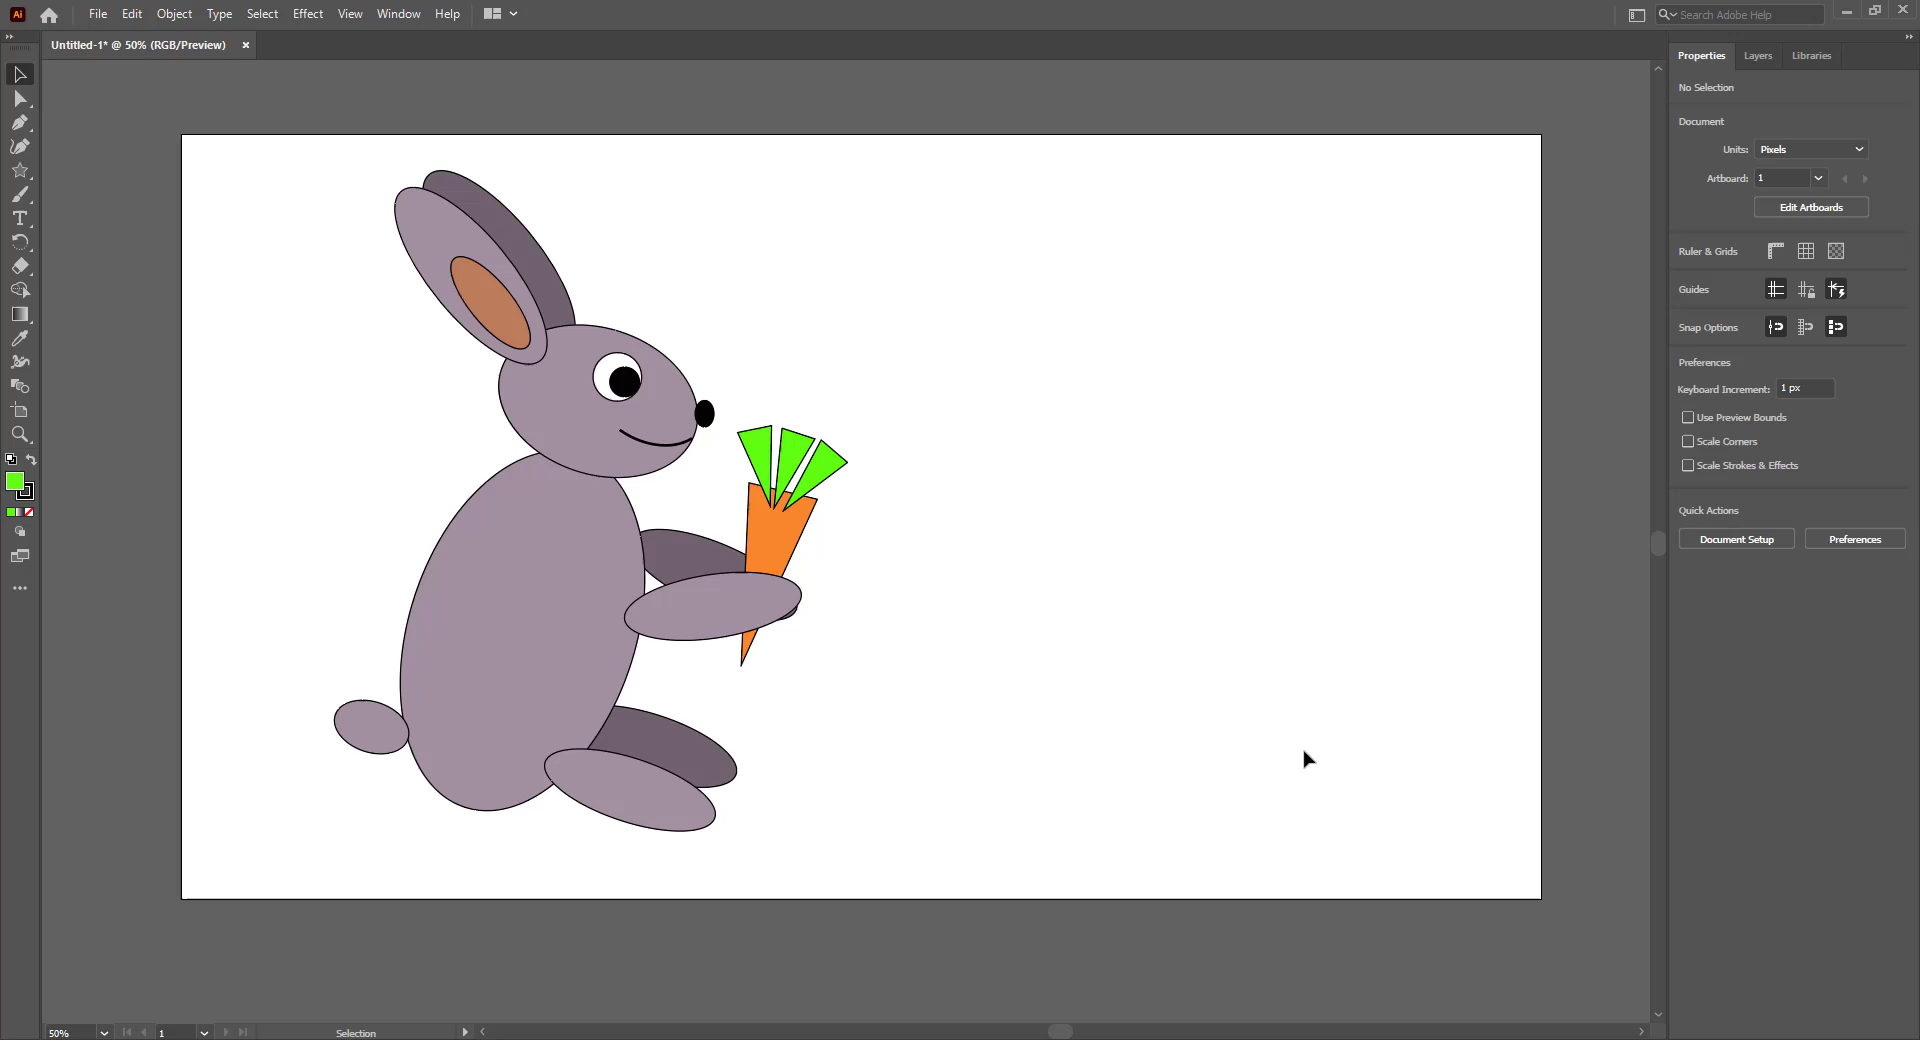 Ai File Edit Object Type Select Effect View Window Help Search Adobe Help
Untitled-1* @ 50% (RGB/Preview)
Properties Layers Libraries
No Selection
Document
Units: Pixels
Artboard: 1
Edit Artboards
Ruler & Grids
Guides
Snap Options
Preferences
Keyboard Increment: 1 px
Use Preview Bounds
Scale Corners
Scale Strokes & Effects
Quick Actions
Document Setup Preferences
50% 1 Selection